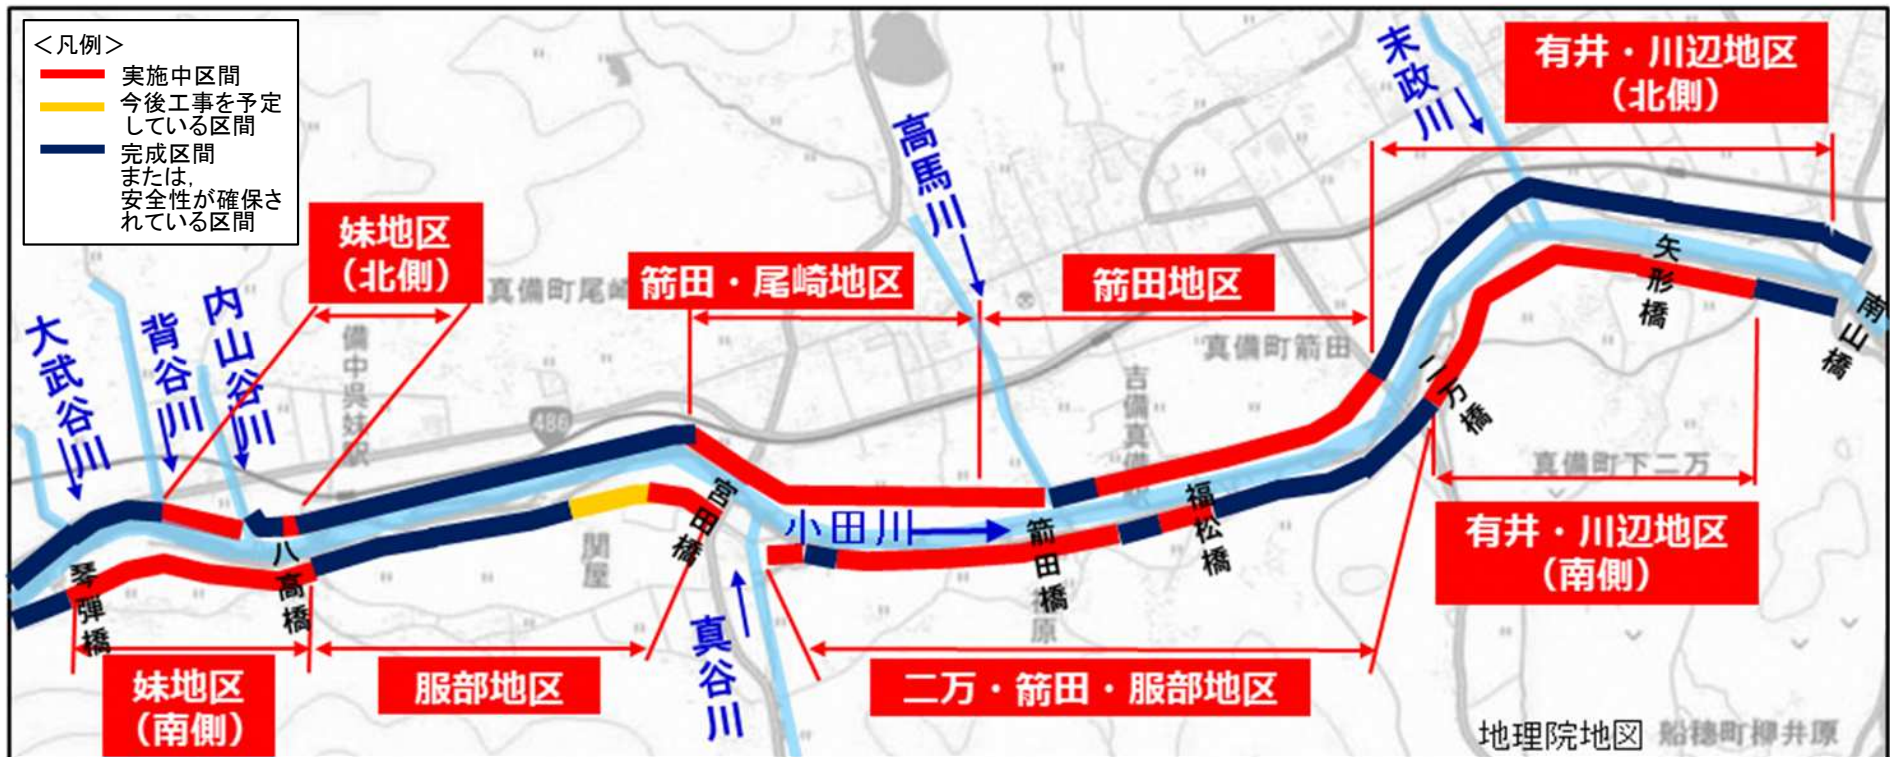 ＜凡例＞
実施中区間
今後工事を予定
している区間
完成区間
または,
安全性が確保さ
れている区間
末政川
有井・川辺地区
（北側）
高馬川
妹地区
（北側）
真備町尾崎
箭田・尾崎地区
箭田地区
真備町箭田
矢形橋
南山橋
大武谷川
背谷川
内山谷川
備中呉妹駅
486
吉備真備駅
二万橋
真備町下二万
宮田橋
小田川
箭田橋
福松橋
関屋
有井・川辺地区
（南側）
琴弾橋
八高橋
真谷川
妹地区
（南側）
服部地区
二万・箭田・服部地区
地理院地図
船穂町柳井原